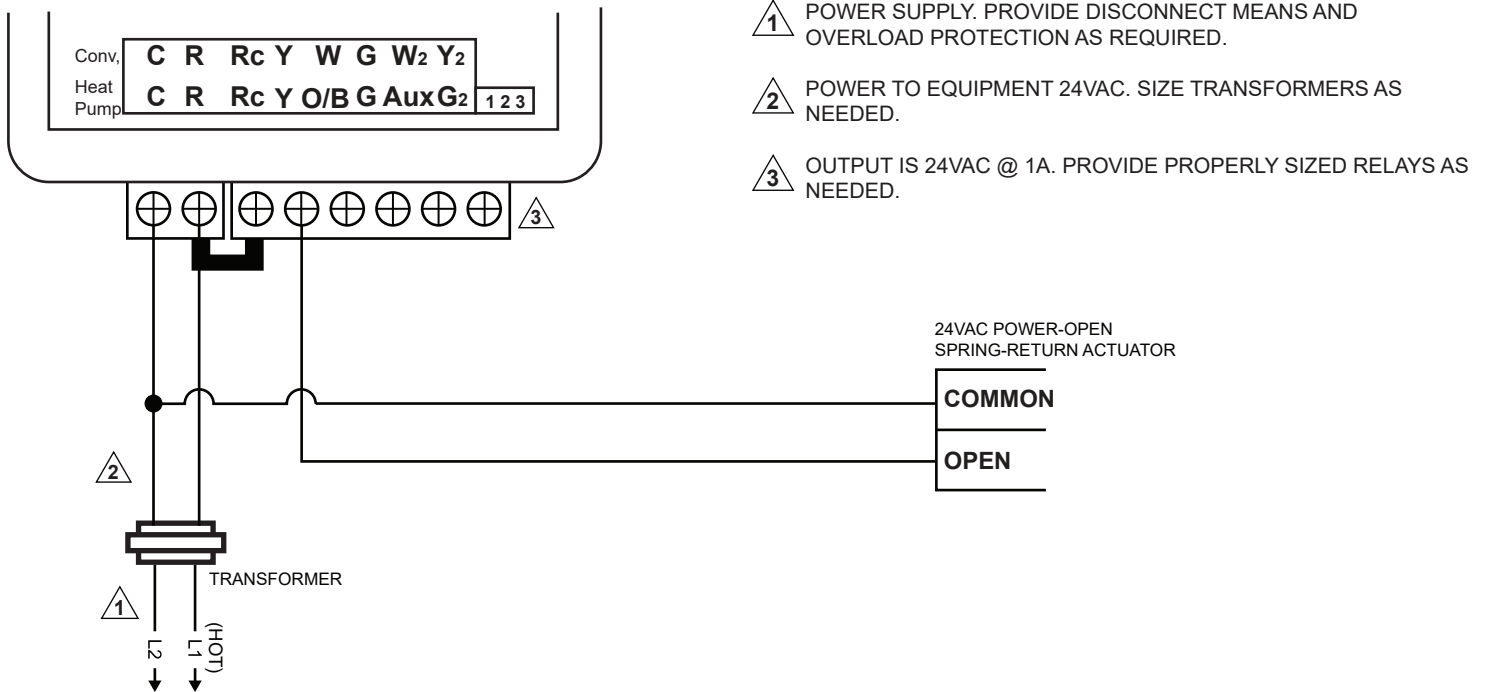 Conv, C R Rc Y W G W2 Y2
Heat Pump C R Rc Y O/B G Aux G2 1 2 3
3
1 POWER SUPPLY. PROVIDE DISCONNECT MEANS AND
OVERLOAD PROTECTION AS REQUIRED.
2 POWER TO EQUIPMENT 24VAC. SIZE TRANSFORMERS AS
NEEDED.
3 OUTPUT IS 24VAC @ 1A. PROVIDE PROPERLY SIZED RELAYS AS
NEEDED.
24VAC POWER-OPEN
SPRING-RETURN ACTUATOR
COMMON
OPEN
2
TRANSFORMER
1
L2
L1
(HOT)